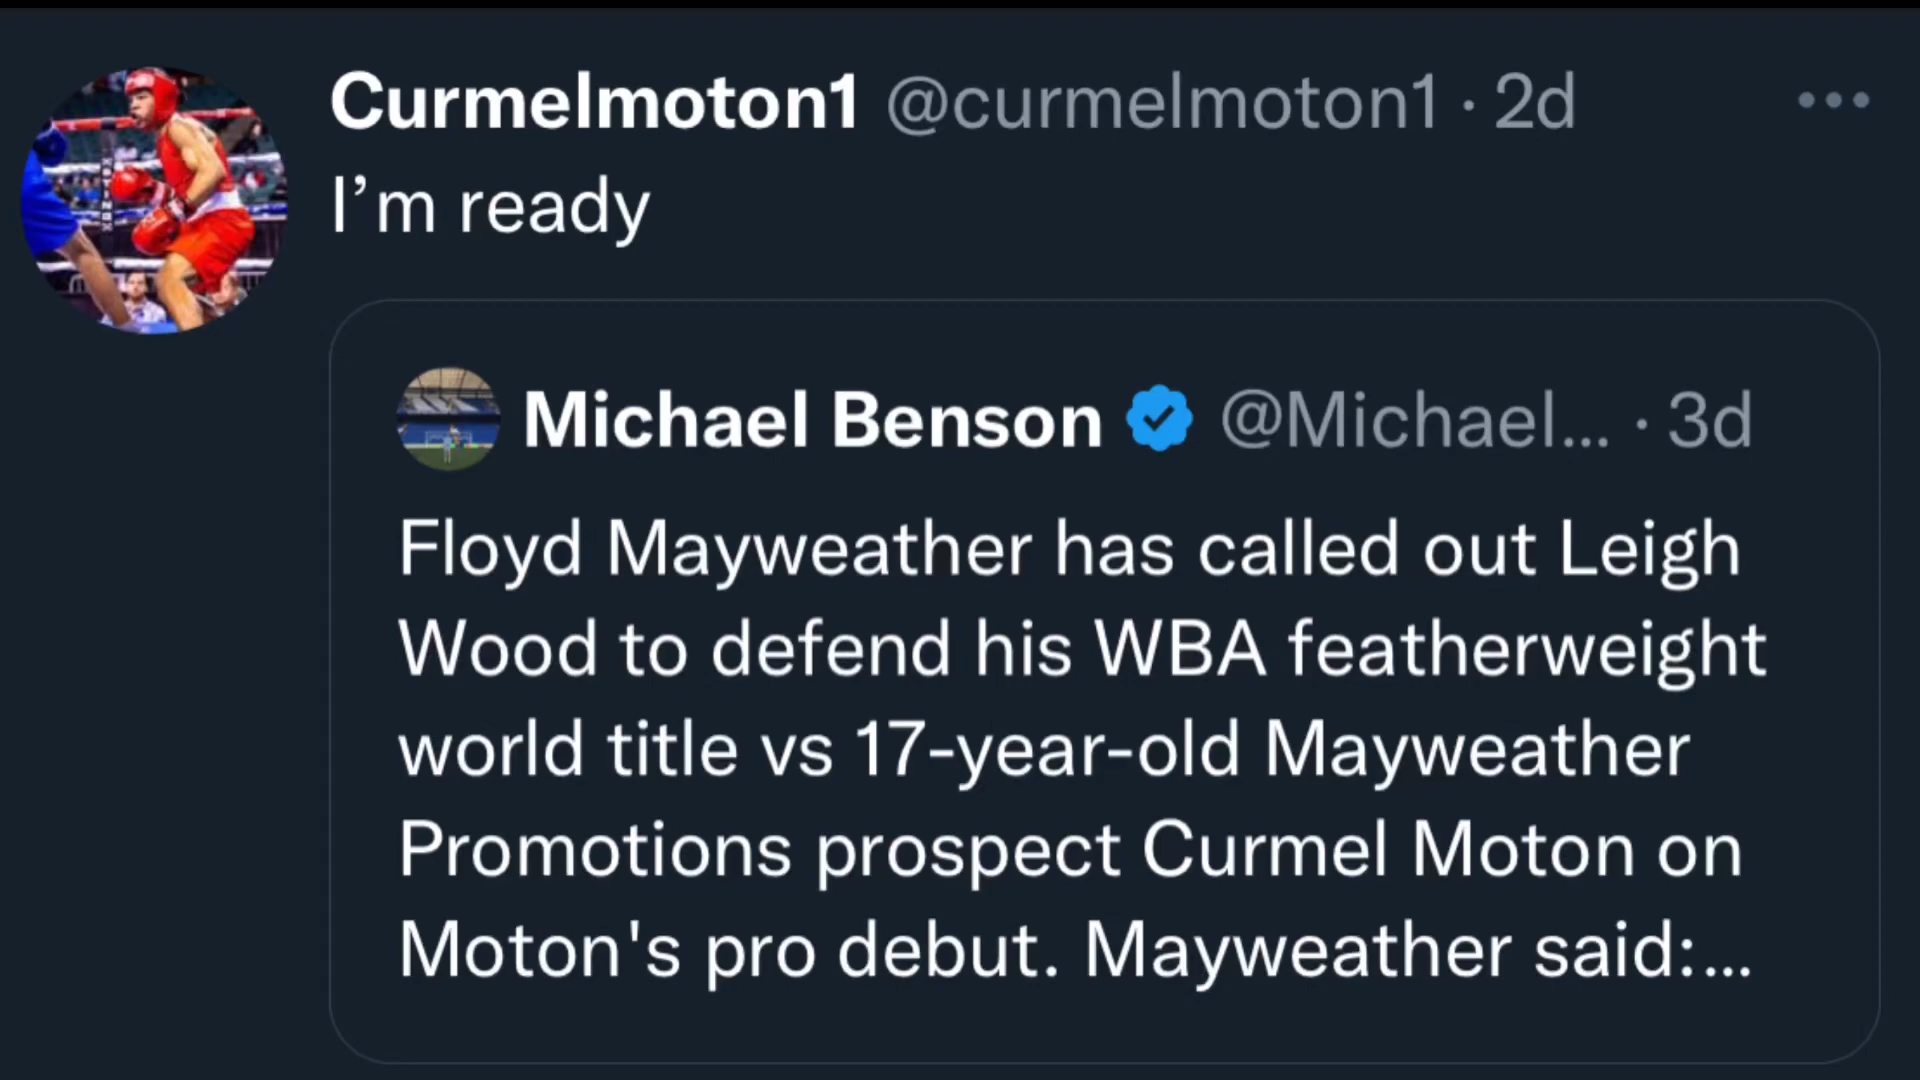 Curmelmoton1 @curmelmoton1 · 2d
I’m ready
Michael Benson @Michael... · 3d
Floyd Mayweather has called out Leigh
Wood to defend his WBA featherweight
world title vs 17-year-old Mayweather
Promotions prospect Curmel Moton on
Moton's pro debut. Mayweather said:...